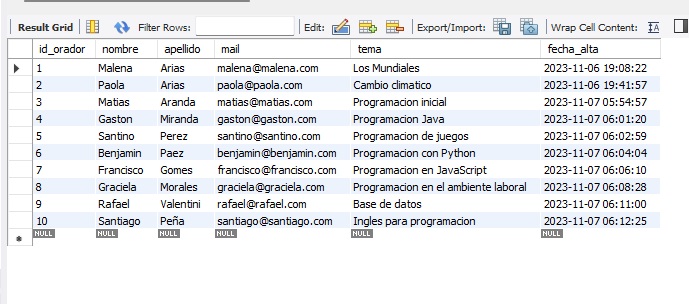 Result Grid Filter Rows: Edit: Export/Import: Wrap Cell Content:
id_orador nombre apellido mail tema fecha_alta
1 Malena Arias malena@malena.com Los Mundiales 2023-11-06 19:08:22
2 Paola Arias paola@paola.com Cambio climatico 2023-11-06 19:41:57
3 Matias Aranda matias@matias.com Programacion inicial 2023-11-07 05:54:57
4 Gaston Miranda gaston@gaston.com Programacion Java 2023-11-07 06:01:20
5 Santino Perez santino@santino.com Programacion de juegos 2023-11-07 06:02:59
6 Benjamin Paez benjamin@benjamin.com Programacion con Python 2023-11-07 06:04:04
7 Francisco Gomes francisco@francisco.com Programacion en JavaScript 2023-11-07 06:06:10
8 Graciela Morales graciela@graciela.com Programacion en el ambiente laboral 2023-11-07 06:08:28
9 Rafael Valentini rafael@rafael.com Base de datos 2023-11-07 06:11:00
10 Santiago Peña santiago@santiago.com Ingles para programacion 2023-11-07 06:12:25
NULL NULL NULL NULL NULL NULL